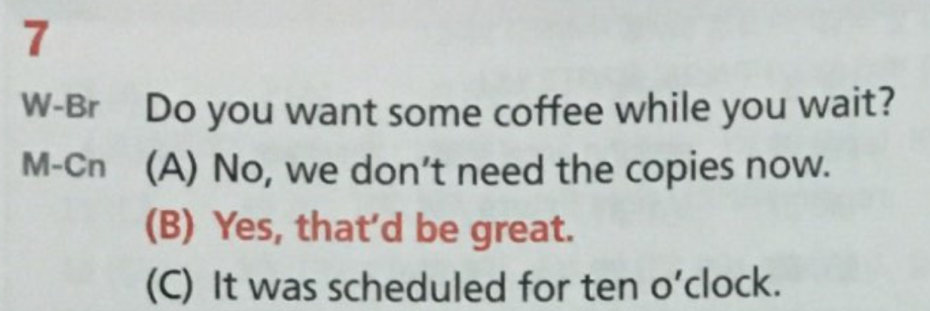 7
W-Br Do you want some coffee while you wait?
M-Cn (A) No, we don't need the copies now.
(B) Yes, that'd be great.
(C) It was scheduled for ten o'clock.